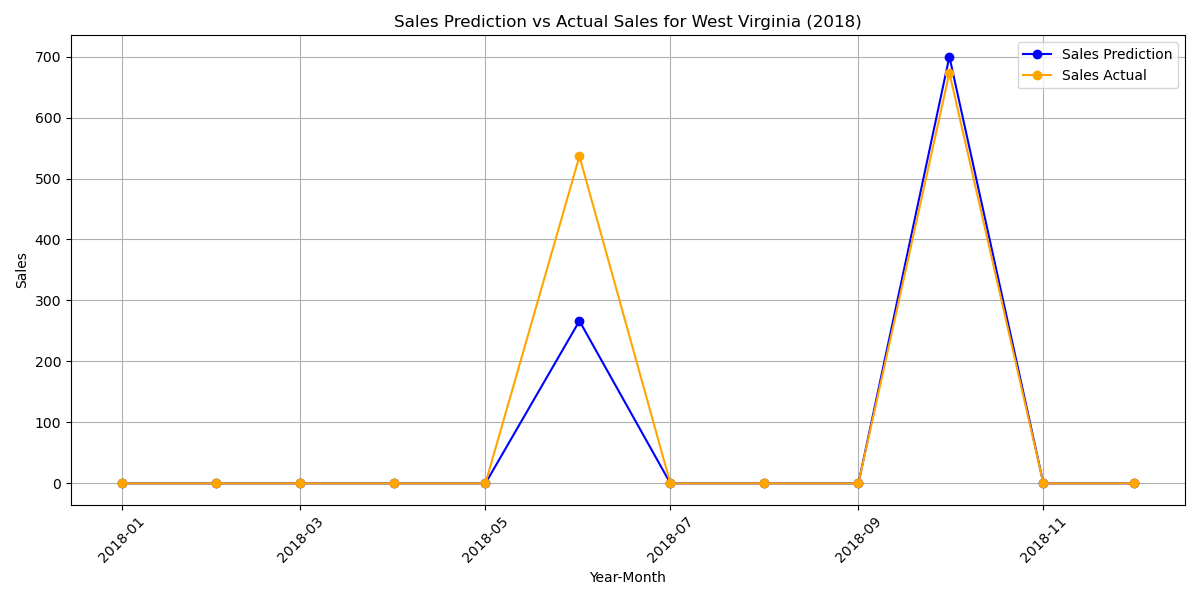 Sales Prediction vs Actual Sales for West Virginia (2018)
Sales Prediction
Sales Actual
Sales
700
600
500
400
300
200
100
0
2018-01
2018-03
2018-05
2018-07
2018-09
2018-11
Year-Month